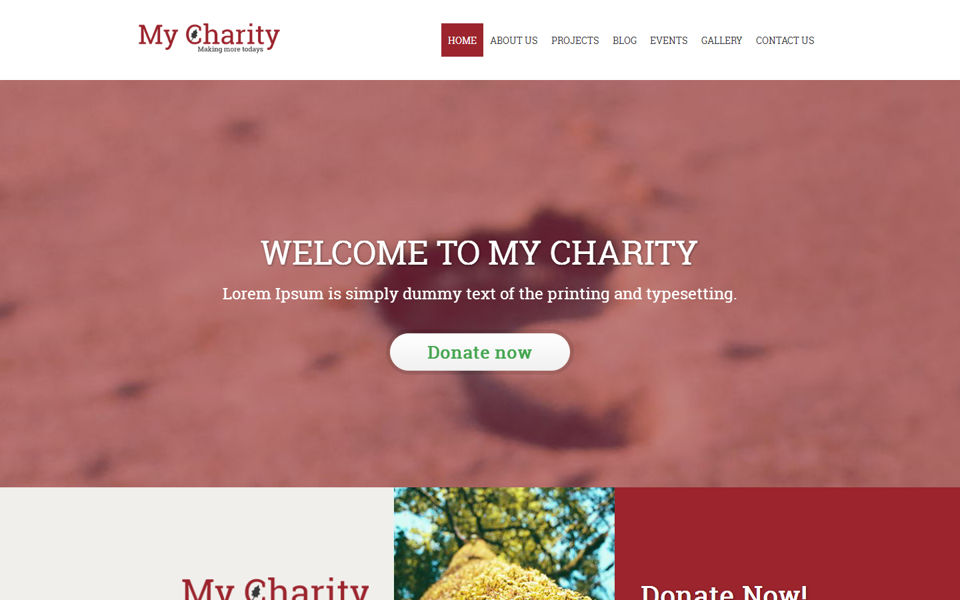 My Charity
Making more todays
HOME ABOUT US PROJECTS BLOG EVENTS GALLERY CONTACT US
WELCOME TO MY CHARITY
Lorem Ipsum is simply dummy text of the printing and typesetting.
Donate now
My Charity
Donate Now!